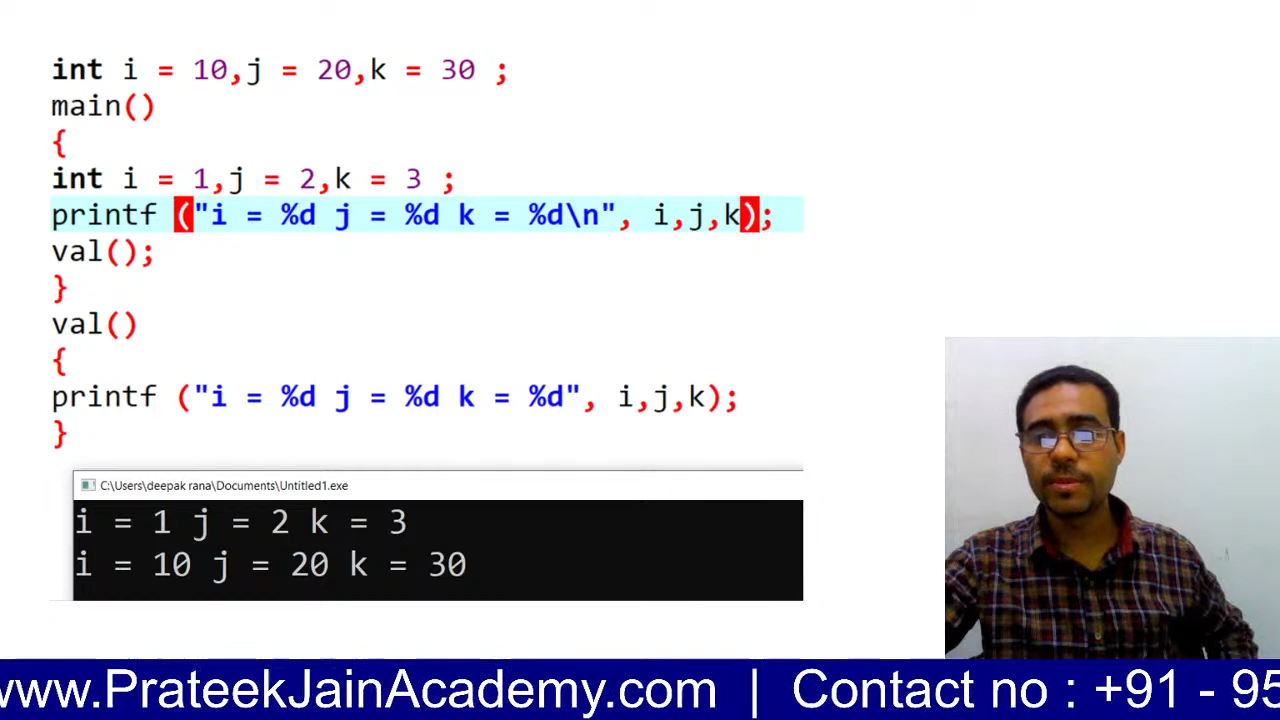 int i = 10,j = 20,k = 30 ;
main()
{
int i = 1,j = 2,k = 3 ;
printf ("i = %d j = %d k = %d\n", i,j,k);
val();
}
val()
{
printf ("i = %d j = %d k = %d", i,j,k);
}
C:\Users\deepak rana\Documents\Untitled1.exe
i = 1 j = 2 k = 3
i = 10 j = 20 k = 30
www.PrateekJainAcademy.com | Contact no : +91 - 95